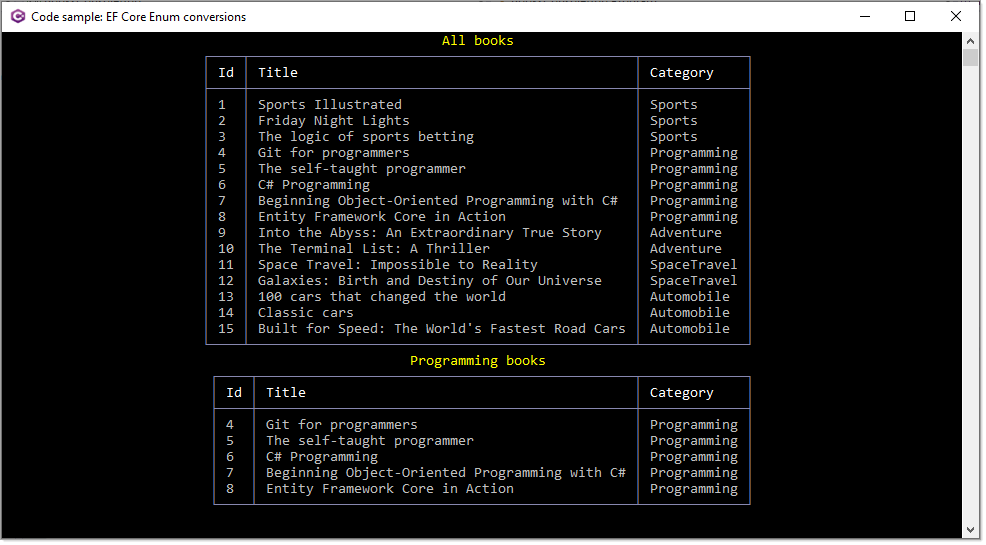 Code sample: EF Core Enum conversions
All books
Id Title Category
1 Sports Illustrated Sports
2 Friday Night Lights Sports
3 The logic of sports betting Sports
4 Git for programmers Programming
5 The self-taught programmer Programming
6 C# Programming Programming
7 Beginning Object-Oriented Programming with C# Programming
8 Entity Framework Core in Action Programming
9 Into the Abyss: An Extraordinary True Story Adventure
10 The Terminal List: A Thriller Adventure
11 Space Travel: Impossible to Reality SpaceTravel
12 Galaxies: Birth and Destiny of Our Universe SpaceTravel
13 100 cars that changed the world Automobile
14 Classic cars Automobile
15 Built for Speed: The World's Fastest Road Cars Automobile
Programming books
Id Title Category
4 Git for programmers Programming
5 The self-taught programmer Programming
6 C# Programming Programming
7 Beginning Object-Oriented Programming with C# Programming
8 Entity Framework Core in Action Programming